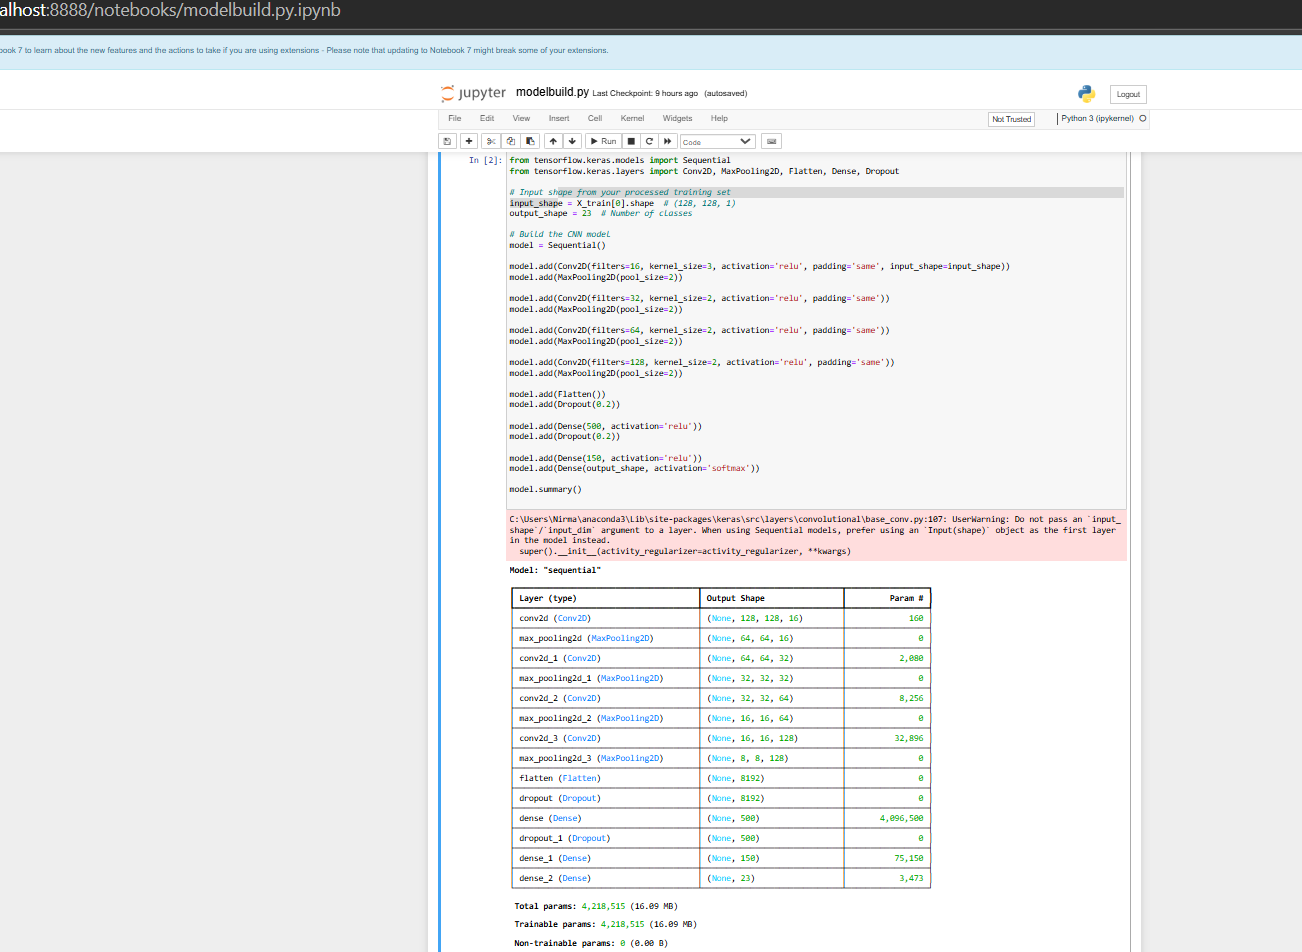 alhost:8888/notebooks/modelbuild.py.ipynb
book 7 to learn about the new features and the actions to take if you are using extensions - Please note that updating to Notebook 7 might break some of your extensions.
jupyter modelbuild.py Last Checkpoint: 9 hours ago (autosaved)
Logout
File Edit View Insert Cell Kernel Widgets Help
Not Trusted
Python 3 (ipykernel)
Run
Code
In [2]:
from tensorflow.keras.models import Sequential
from tensorflow.keras.layers import Conv2D, MaxPooling2D, Flatten, Dense, Dropout
# Input shape from your processed training set
input_shape = X_train[0].shape # (128, 128, 1)
output_shape = 23 # Number of classes
# Build the CNN model
model = Sequential()
model.add(Conv2D(filters=16, kernel_size=3, activation='relu', padding='same', input_shape=input_shape))
model.add(MaxPooling2D(pool_size=2))
model.add(Conv2D(filters=32, kernel_size=2, activation='relu', padding='same'))
model.add(MaxPooling2D(pool_size=2))
model.add(Conv2D(filters=64, kernel_size=2, activation='relu', padding='same'))
model.add(MaxPooling2D(pool_size=2))
model.add(Conv2D(filters=128, kernel_size=2, activation='relu', padding='same'))
model.add(MaxPooling2D(pool_size=2))
model.add(Flatten())
model.add(Dropout(0.2))
model.add(Dense(500, activation='relu'))
model.add(Dropout(0.2))
model.add(Dense(150, activation='relu'))
model.add(Dense(output_shape, activation='softmax'))
model.summary()
C:\Users\Nirma\anaconda3\Lib\site-packages\keras\src\layers\convolutional\base_conv.py:107: UserWarning: Do not pass an `input_
shape`/`input_dim` argument to a layer. When using Sequential models, prefer using an `Input(shape)` object as the first layer
in the model instead.
super().__init__(activity_regularizer=activity_regularizer, **kwargs)
Model: "sequential"
Layer (type) Output Shape Param #
conv2d (Conv2D) (None, 128, 128, 16) 160
max_pooling2d (MaxPooling2D) (None, 64, 64, 16) 0
conv2d_1 (Conv2D) (None, 64, 64, 32) 2,080
max_pooling2d_1 (MaxPooling2D) (None, 32, 32, 32) 0
conv2d_2 (Conv2D) (None, 32, 32, 64) 8,256
max_pooling2d_2 (MaxPooling2D) (None, 16, 16, 64) 0
conv2d_3 (Conv2D) (None, 16, 16, 128) 32,896
max_pooling2d_3 (MaxPooling2D) (None, 8, 8, 128) 0
flatten (Flatten) (None, 8192) 0
dropout (Dropout) (None, 8192) 0
dense (Dense) (None, 500) 4,096,500
dropout_1 (Dropout) (None, 500) 0
dense_1 (Dense) (None, 150) 75,150
dense_2 (Dense) (None, 23) 3,473
Total params: 4,218,515 (16.09 MB)
Trainable params: 4,218,515 (16.09 MB)
Non-trainable params: 0 (0.00 B)